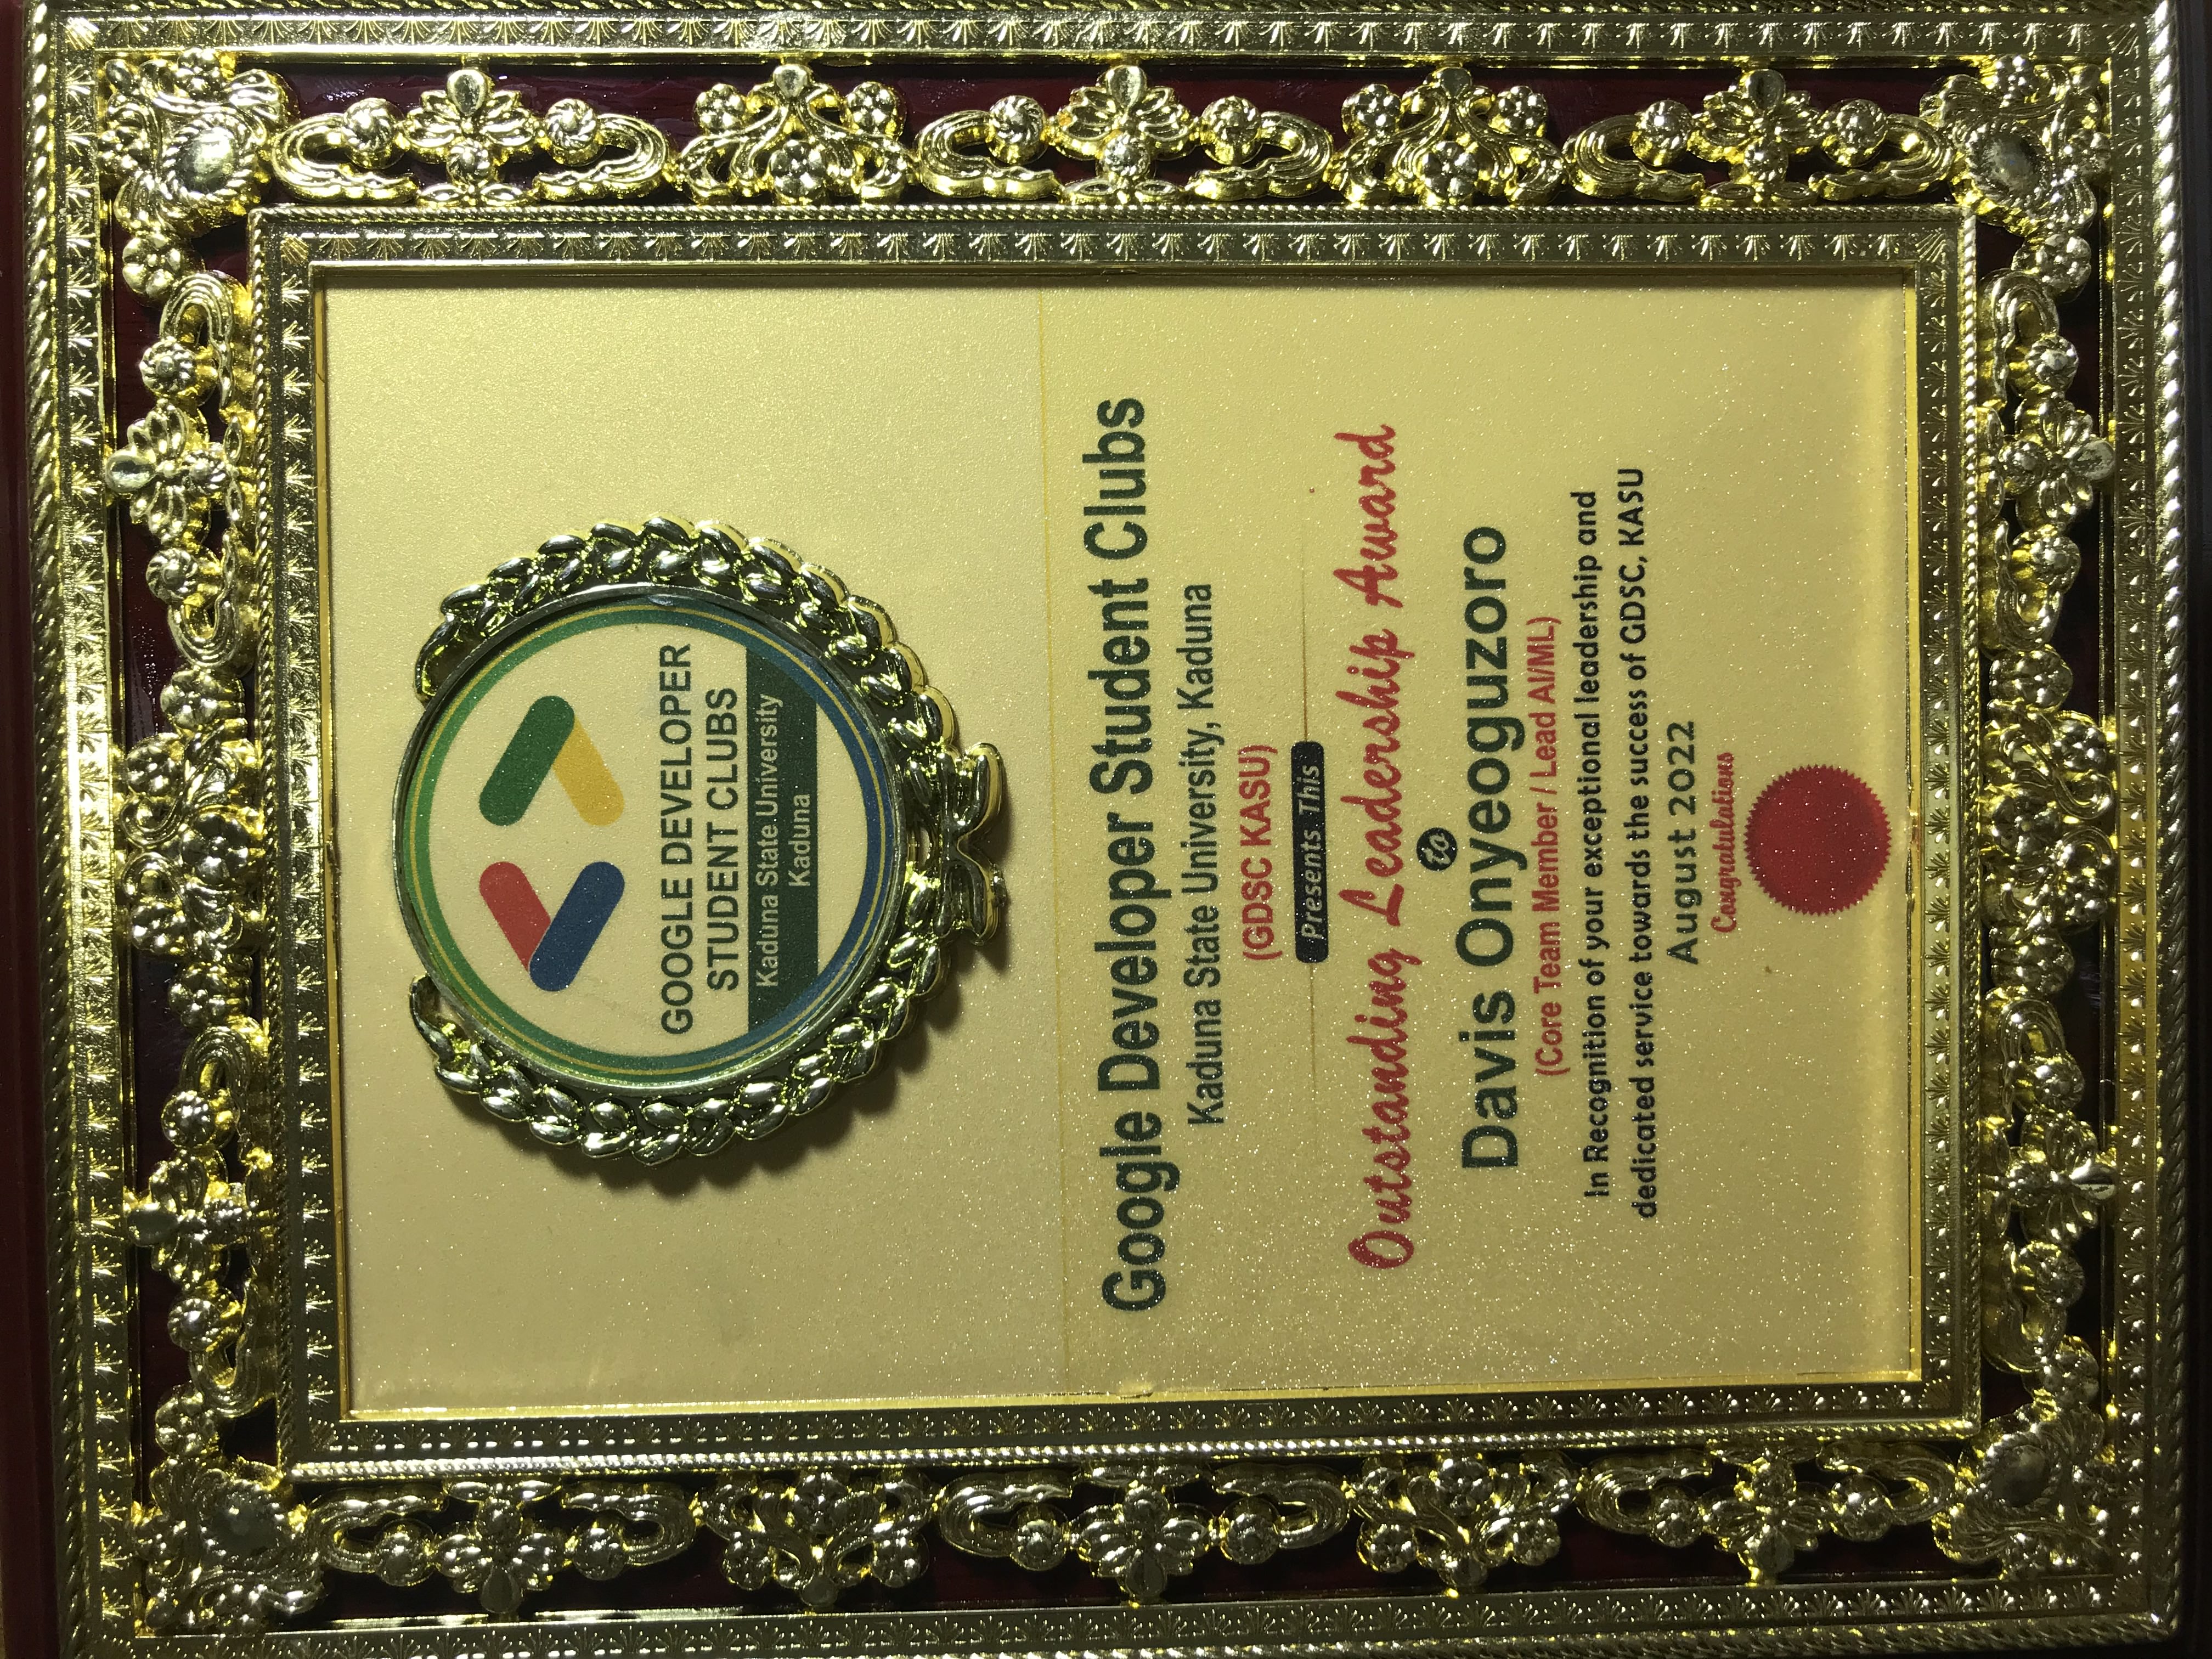 GOOGLE DEVELOPER
STUDENT CLUBS
Kaduna State University
Kaduna
Google Developer Student Clubs
Kaduna State University, Kaduna
(GDSC KASU)
Presents This
Outstanding Leadership Award
to
Davis Onyeoguzoro
(Core Team Member / Lead AI/ML)
In Recognition of your exceptional leadership and
dedicated service towards the success of GDSC, KASU
August 2022
Congratulations